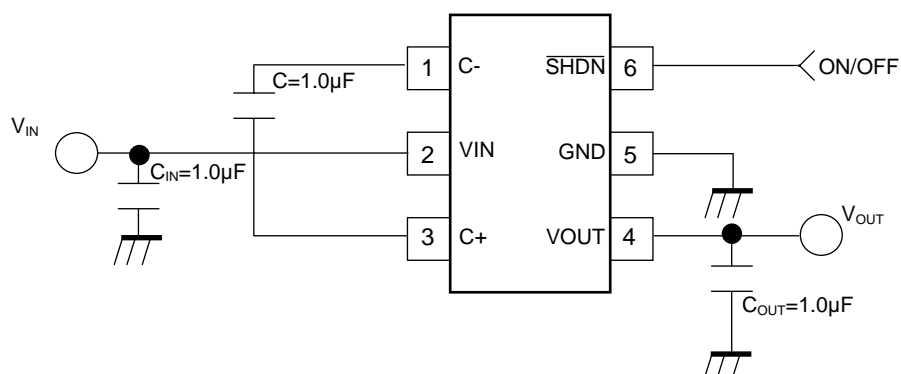 1 C- SHDN 6 ON/OFF
C=1.0µF
VIN
2 VIN GND 5
CIN=1.0µF
3 C+ VOUT 4 VOUT
COUT=1.0µF